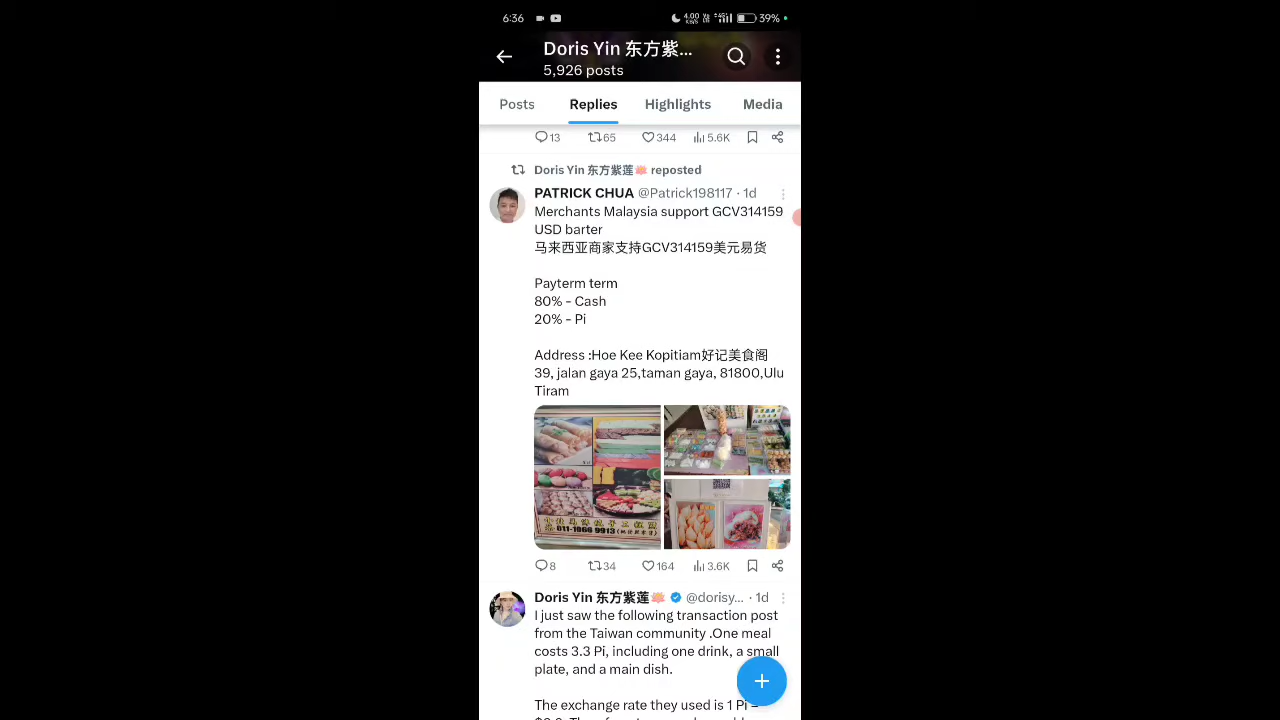 6:36
4.00 KB/S
39%
Doris Yin 东方紫...
5,926 posts
Posts Replies Highlights Media
13 65 344 5.6K
Doris Yin 东方紫莲🪷 reposted
PATRICK CHUA @Patrick198117 · 1d
Merchants Malaysia support GCV314159
USD barter
马来西亚商家支持GCV314159美元易货
Payterm term
80% - Cash
20% - Pi
Address :Hoe Kee Kopitiam好记美食阁
39, jalan gaya 25,taman gaya, 81800,Ulu
Tiram
011-1966 9913
8 34 164 3.6K
Doris Yin 东方紫莲🪷 @dorisy... · 1d
I just saw the following transaction post
from the Taiwan community .One meal
costs 3.3 Pi, including one drink, a small
plate, and a main dish.
The exchange rate they used is 1 Pi =